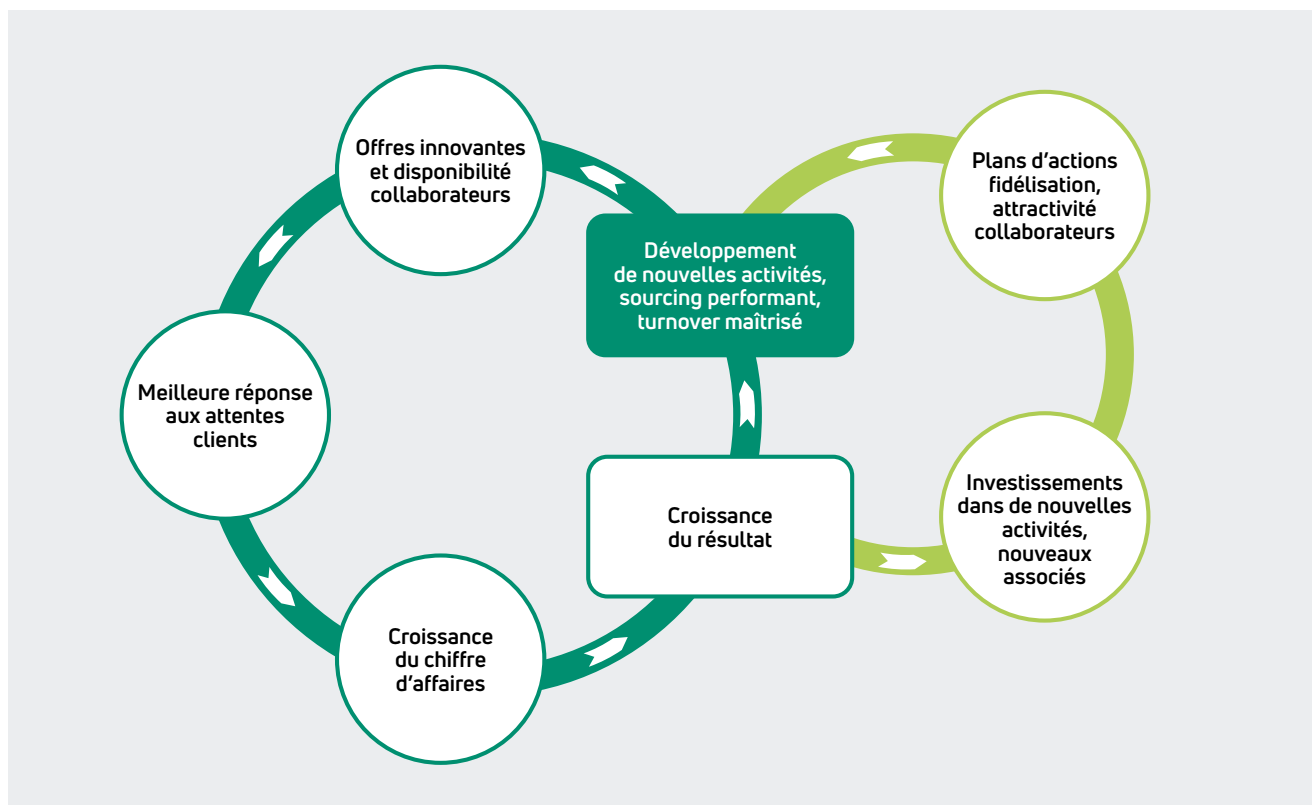 Offres innovantes
et disponibilité
collaborateurs
Plans d’actions
fidélisation,
attractivité
collaborateurs
Développement
de nouvelles activités,
sourcing performant,
turnover maîtrisé
Meilleure réponse
aux attentes
clients
Croissance
du résultat
Investissements
dans de nouvelles
activités,
nouveaux
associés
Croissance
du chiffre
d’affaires